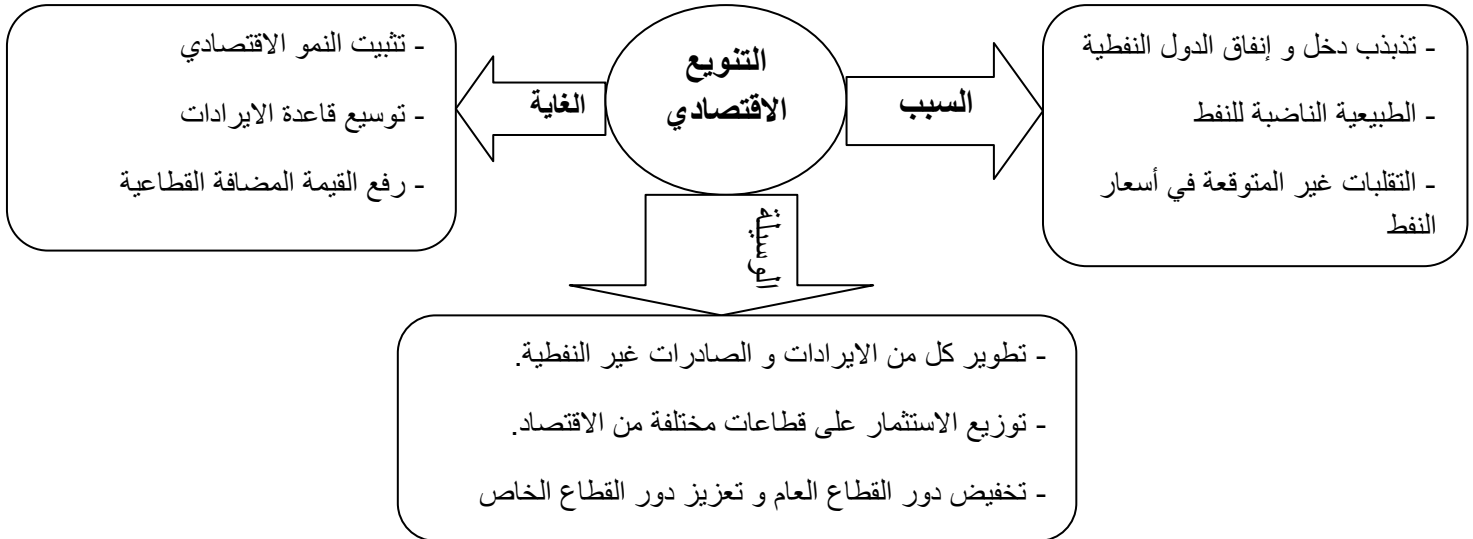 التنويع
الاقتصادي
السبب
- تذبذب دخل و إنفاق الدول النفطية
- الطبيعية الناضبة للنفط
- التقلبات غير المتوقعة في أسعار
النفط
الغاية
- تثبيت النمو الاقتصادي
- توسيع قاعدة الايرادات
- رفع القيمة المضافة القطاعية
الوسيلة
- تطوير كل من الايرادات و الصادرات غير النفطية.
- توزيع الاستثمار على قطاعات مختلفة من الاقتصاد.
- تخفيض دور القطاع العام و تعزيز دور القطاع الخاص